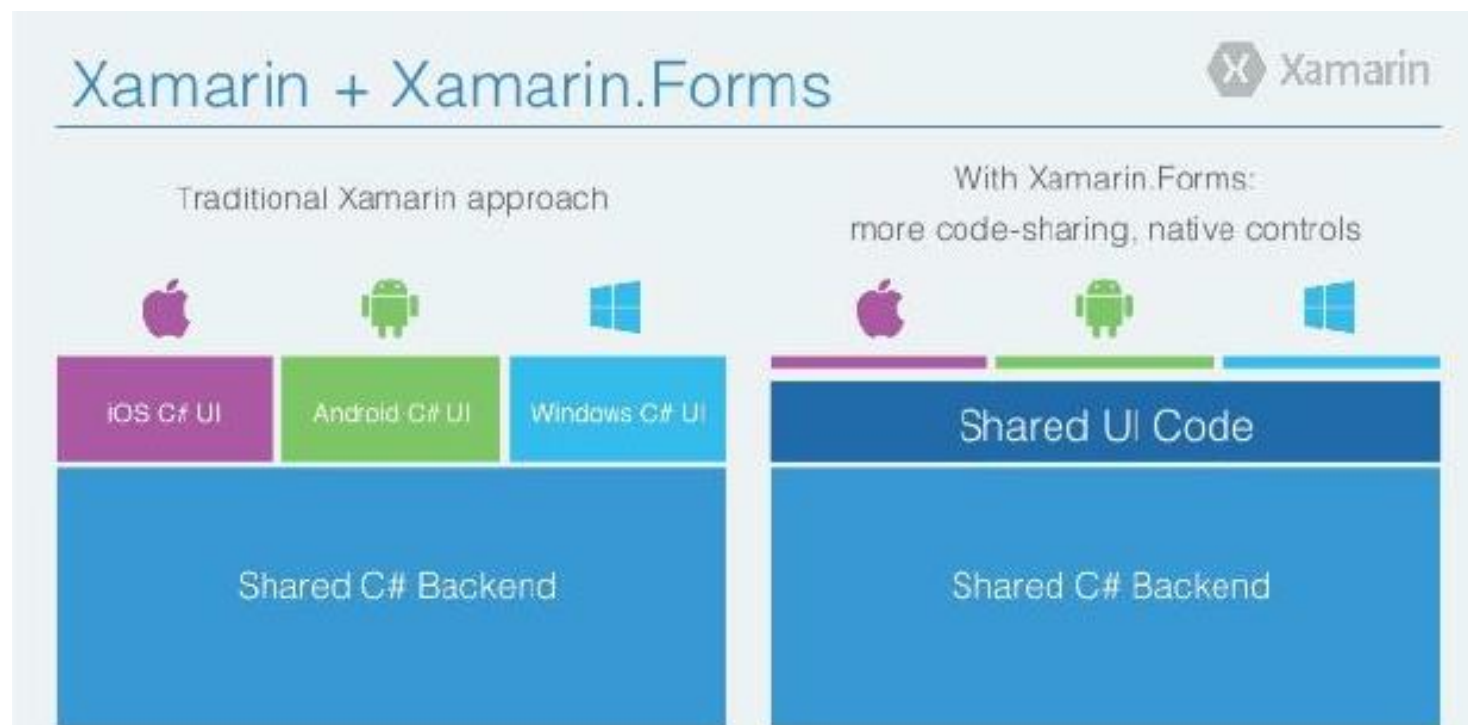 Xamarin + Xamarin.Forms
X Xamarin
Traditional Xamarin approach
With Xamarin.Forms:
more code-sharing, native controls
iOS C# UI
Android C# UI
Windows C# UI
Shared UI Code
Shared C# Backend
Shared C# Backend